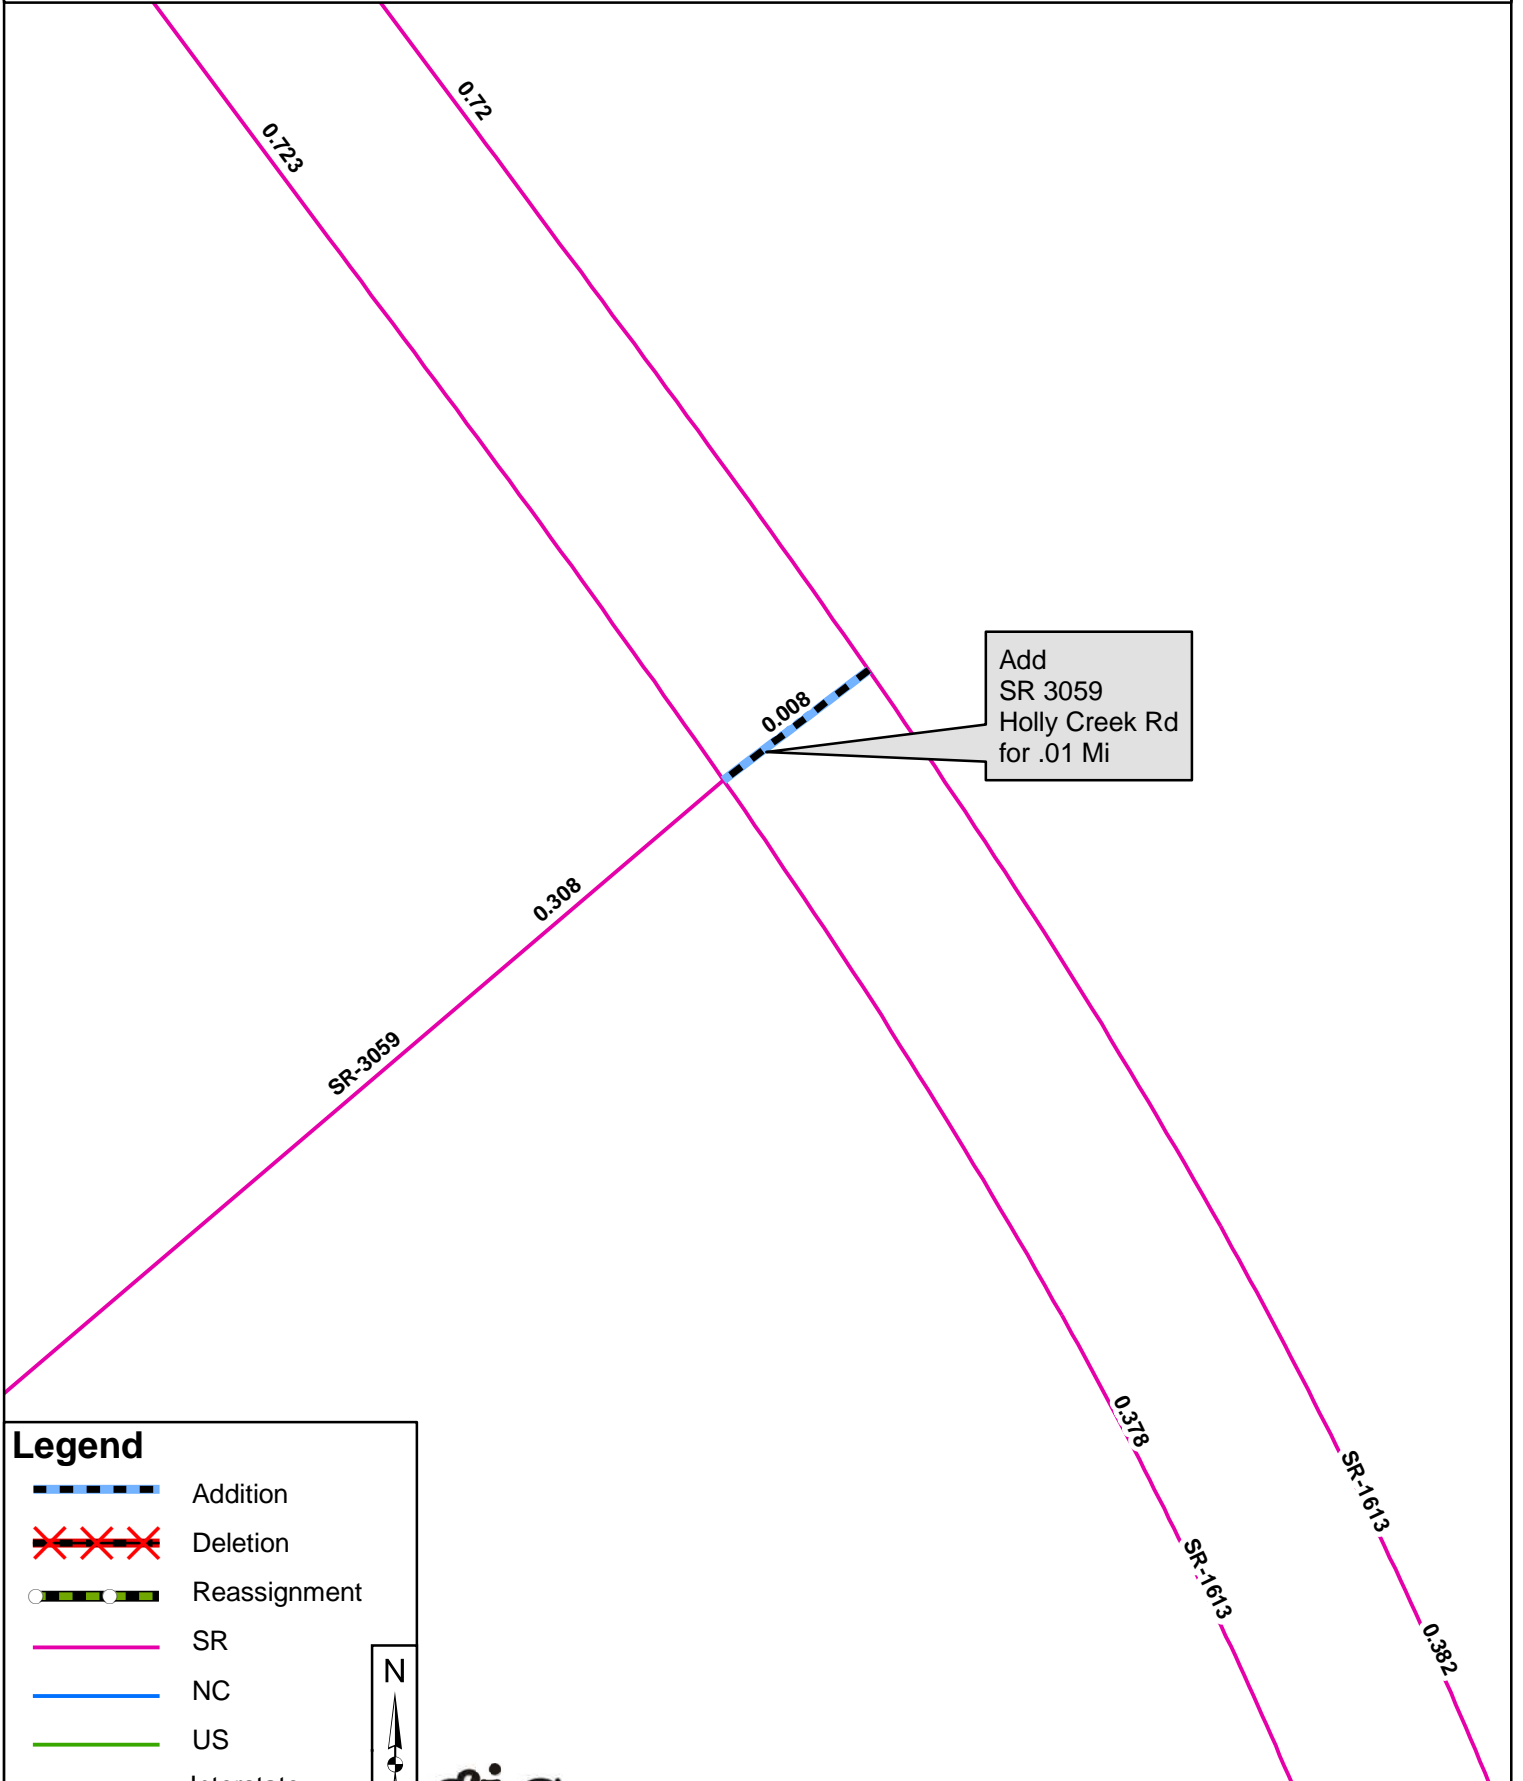 0.72
0.723
Add
SR 3059
Holly Creek Rd
for .01 Mi
0.008
0.308
SR-3059
0.378
SR-1613
SR-1613
0.382
Legend
Addition
Deletion
Reassignment
SR
NC
US
N